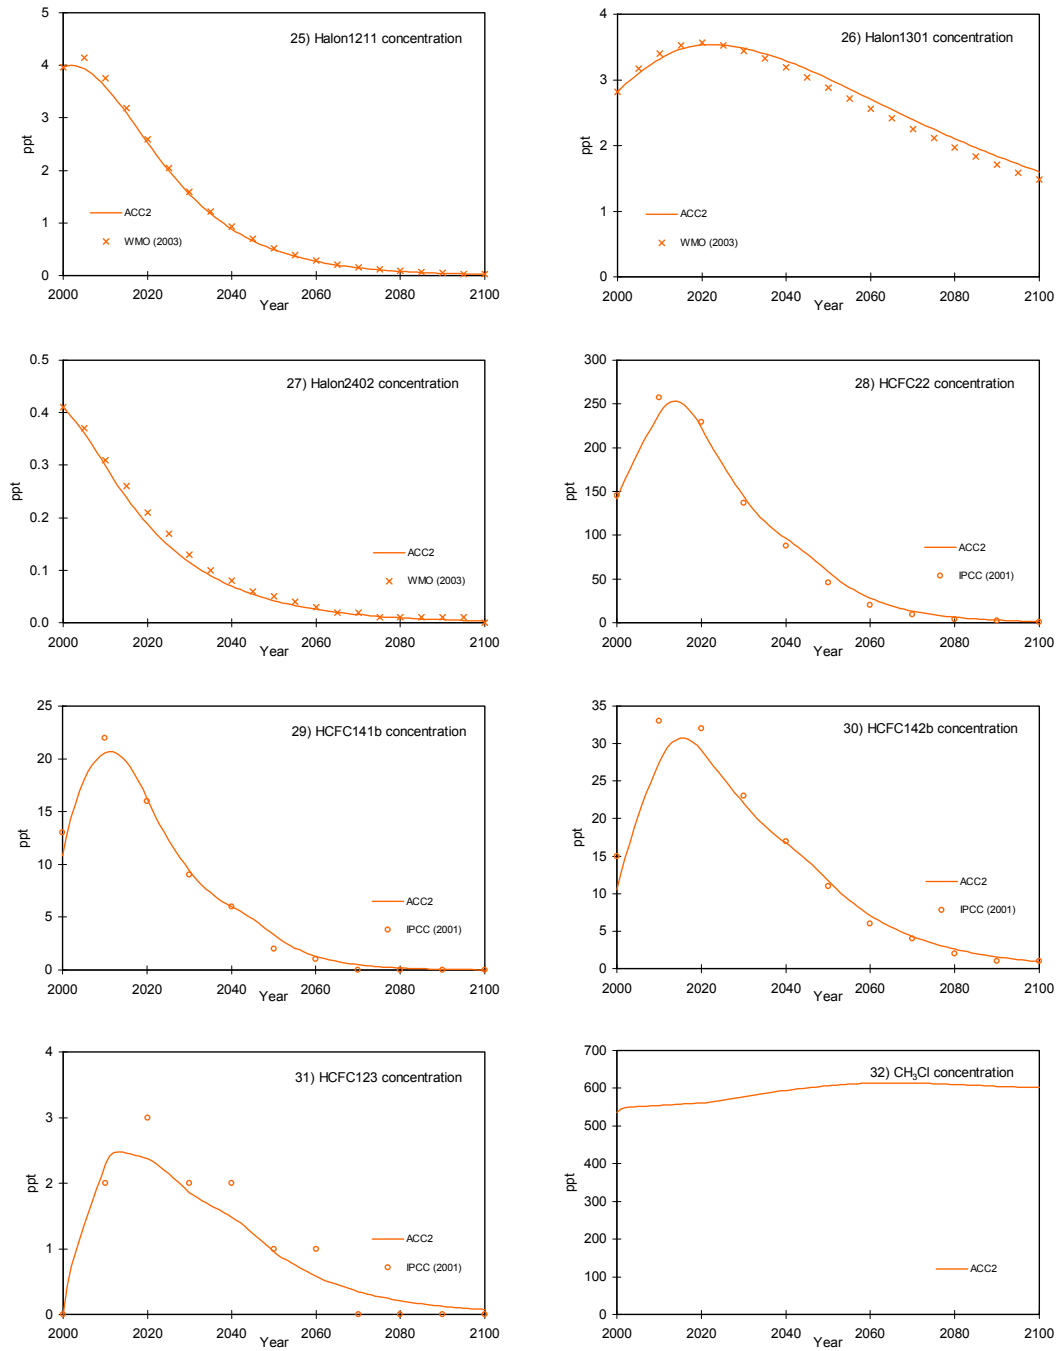 25) Halon1211 concentration
ppt
5
4
3
2
1
0
ACC2
WMO (2003)
2000 2020 2040 2060 2080 2100
Year
26) Halon1301 concentration
ppt
4
3
2
1
0
ACC2
WMO (2003)
2000 2020 2040 2060 2080 2100
Year
27) Halon2402 concentration
ppt
0.5
0.4
0.3
0.2
0.1
0.0
ACC2
WMO (2003)
2000 2020 2040 2060 2080 2100
Year
28) HCFC22 concentration
ppt
300
250
200
150
100
50
0
ACC2
IPCC (2001)
2000 2020 2040 2060 2080 2100
Year
29) HCFC141b concentration
ppt
25
20
15
10
5
0
ACC2
IPCC (2001)
2000 2020 2040 2060 2080 2100
Year
30) HCFC142b concentration
ppt
35
30
25
20
15
10
5
0
ACC2
IPCC (2001)
2000 2020 2040 2060 2080 2100
Year
31) HCFC123 concentration
ppt
4
3
2
1
0
ACC2
IPCC (2001)
2000 2020 2040 2060 2080 2100
Year
32) CH₃Cl concentration
ppt
700
600
500
400
300
200
100
0
ACC2
2000 2020 2040 2060 2080 2100
Year